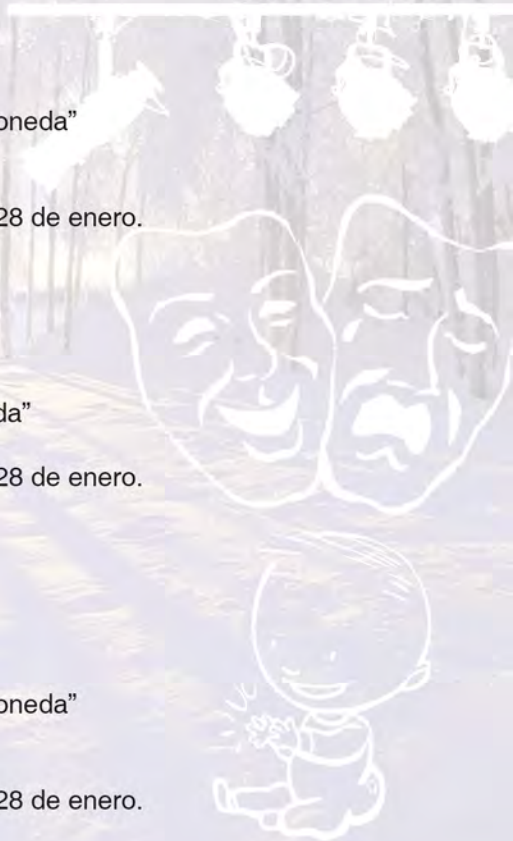 oneda”
28 de enero.
da”
28 de enero.
oneda”
28 de enero.